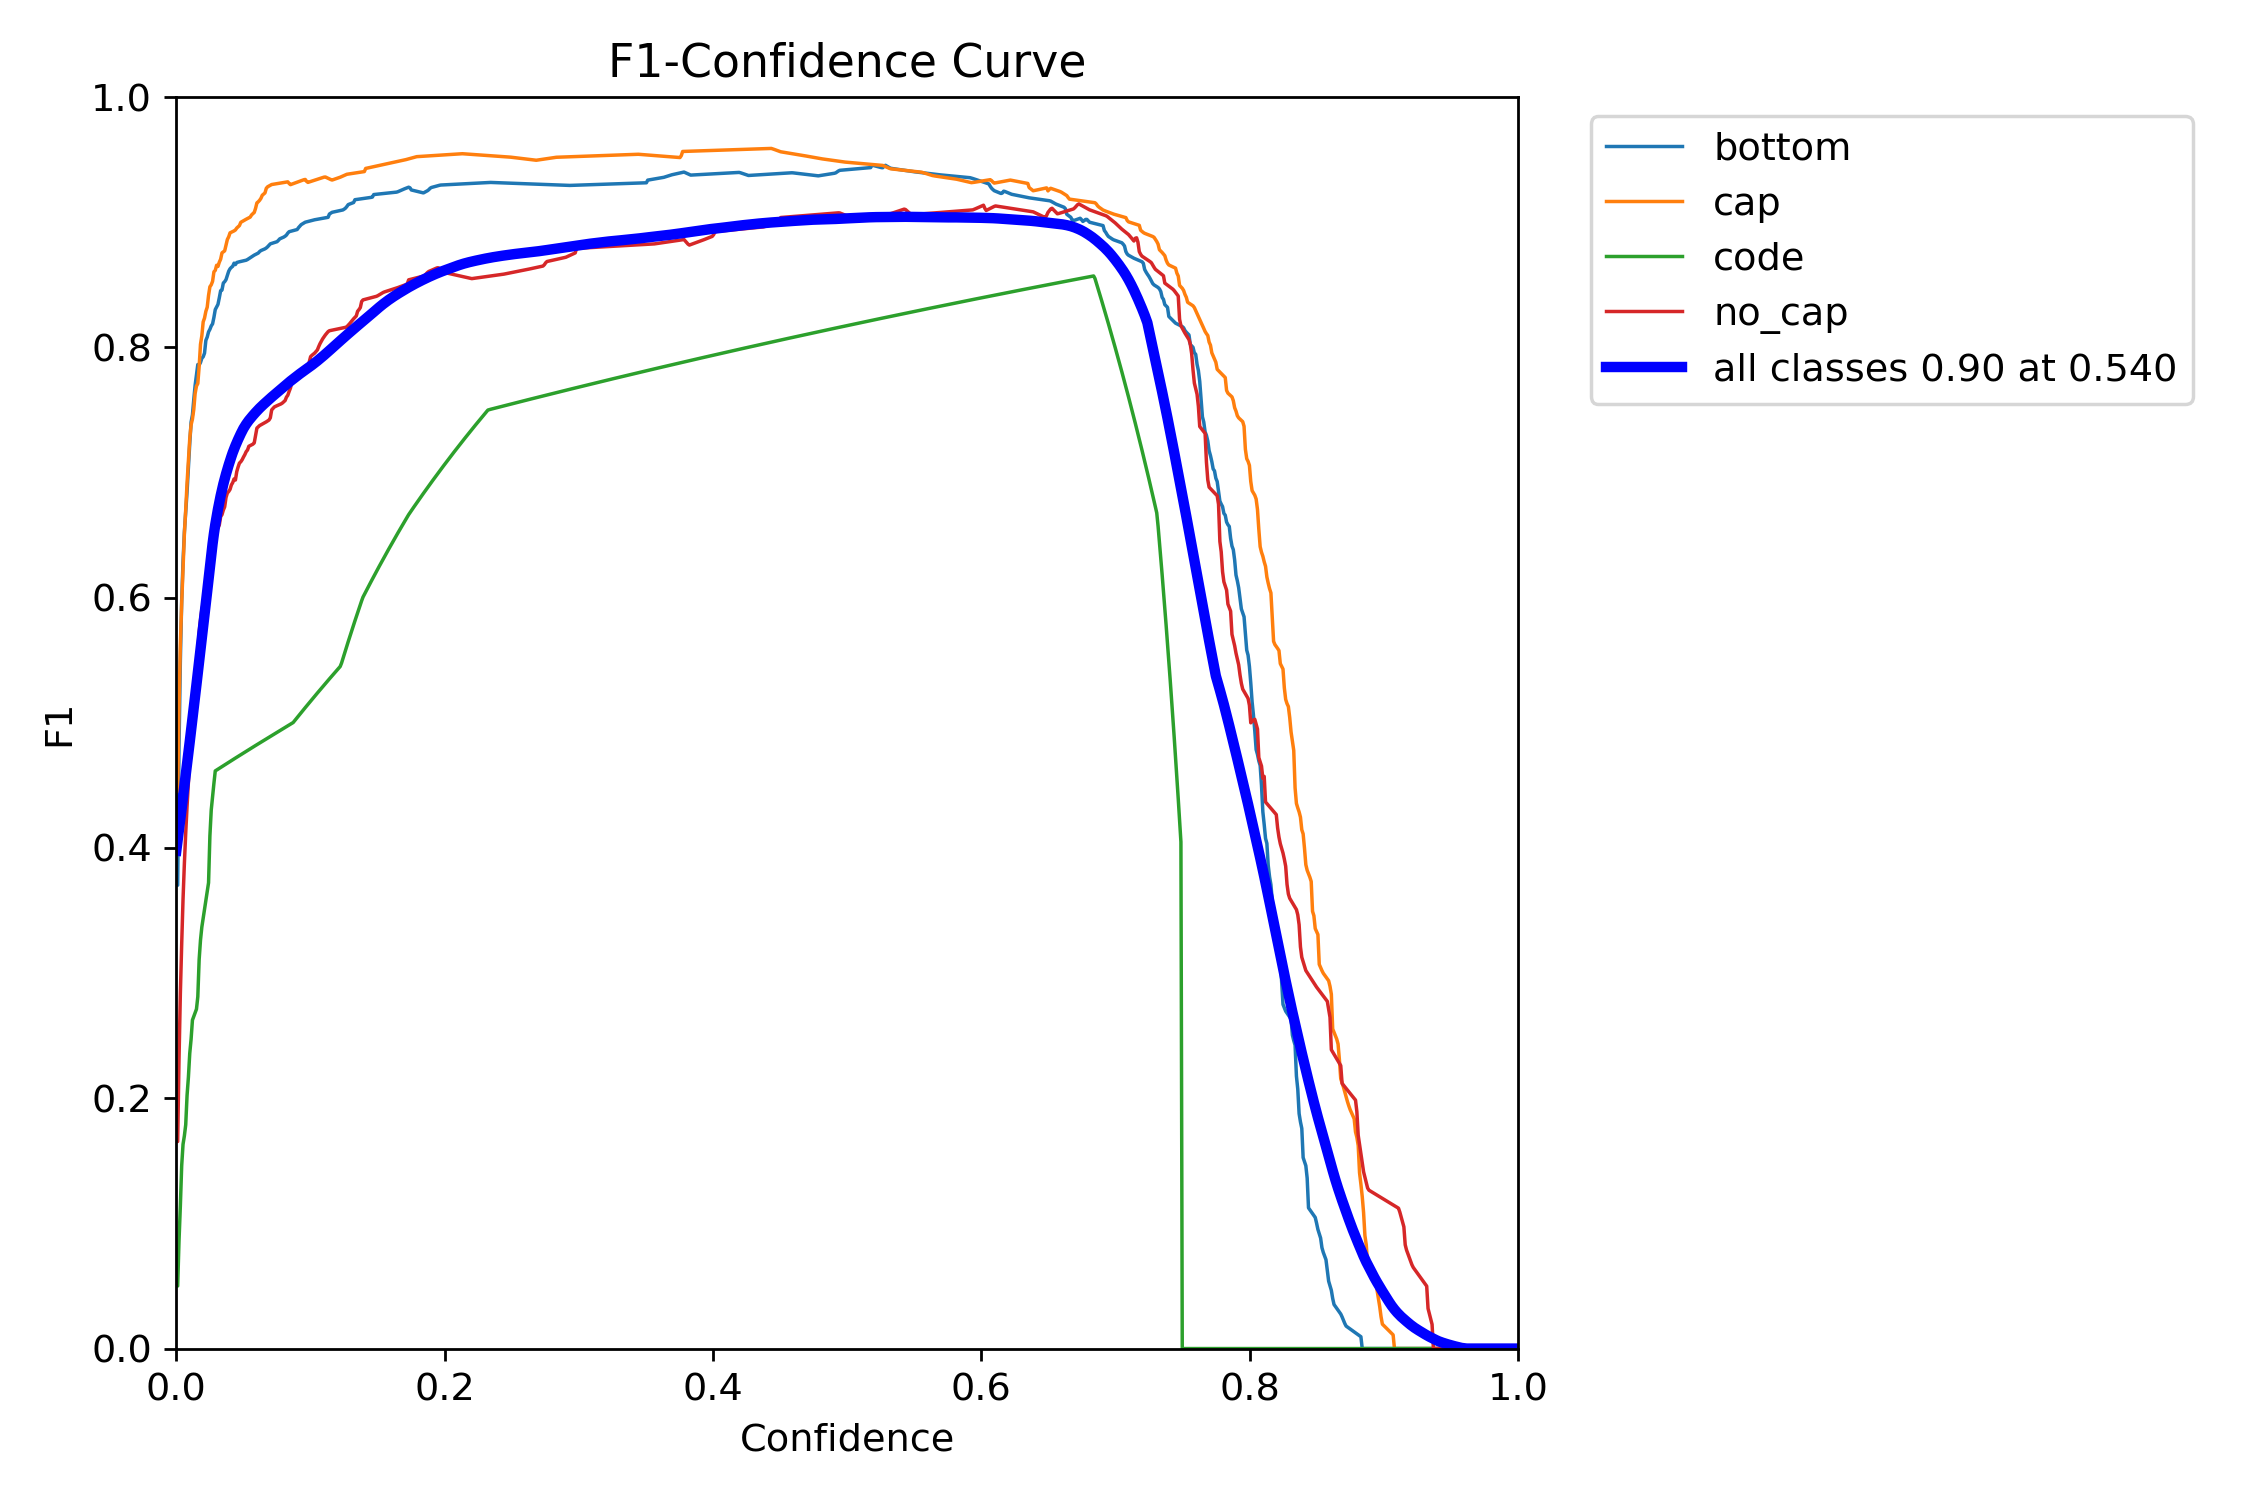 F1-Confidence Curve
1.0
0.8
0.6
0.4
0.2
0.0
F1
0.0 0.2 0.4 0.6 0.8 1.0
Confidence
bottom
cap
code
no_cap
all classes 0.90 at 0.540